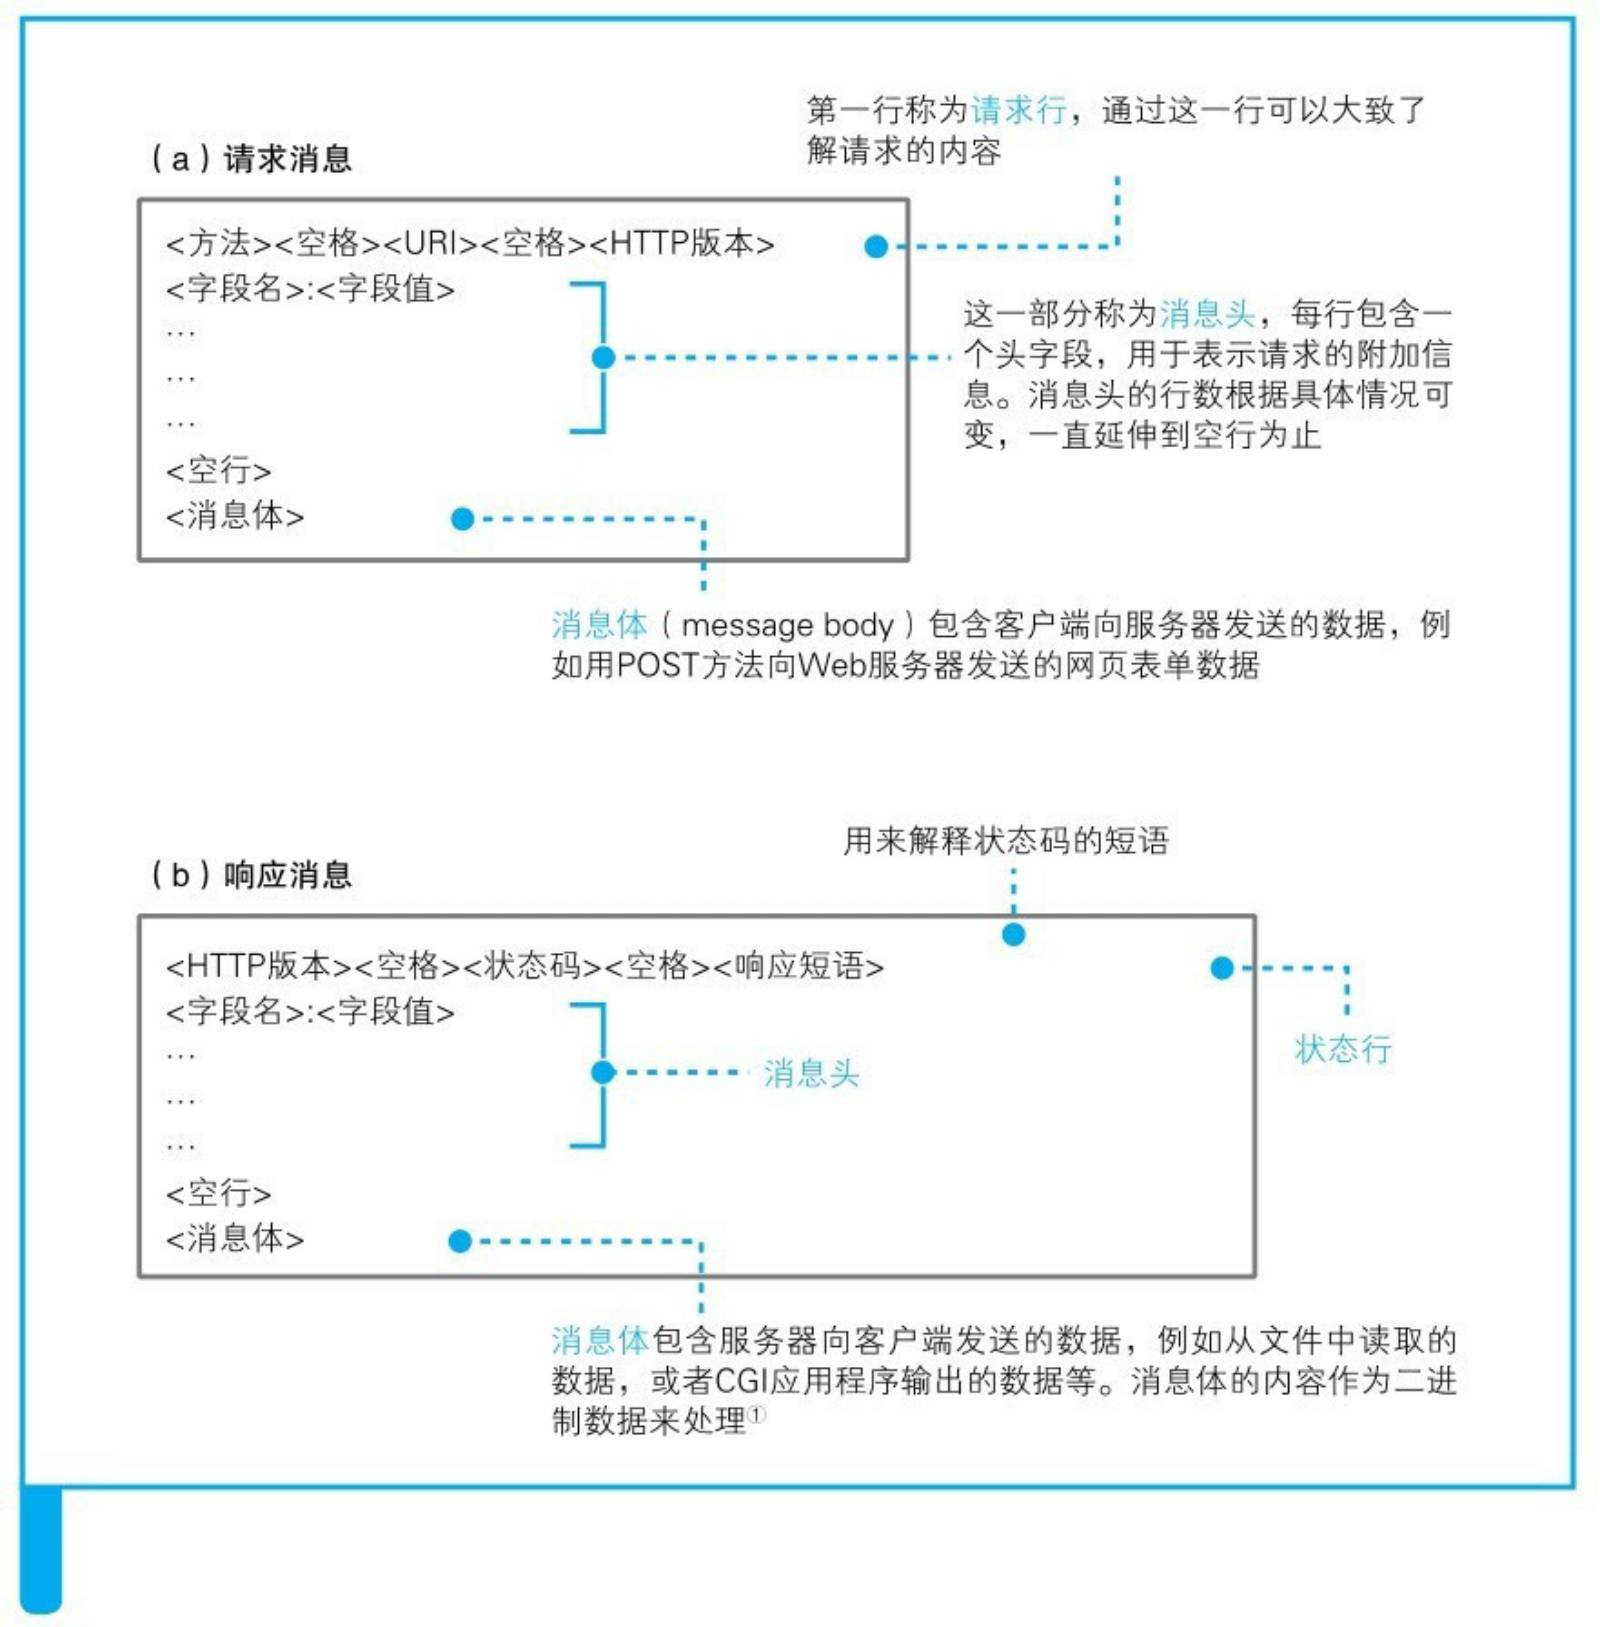 第一行称为请求行，通过这一行可以大致了
解请求的内容
（a）请求消息
<方法><空格><URI><空格><HTTP版本>
<字段名>:<字段值>
…
…
…
<空行>
<消息体>
这一部分称为消息头，每行包含一
个头字段，用于表示请求的附加信
息。消息头的行数根据具体情况可
变，一直延伸到空行为止
消息体（message body）包含客户端向服务器发送的数据，例
如用POST方法向Web服务器发送的网页表单数据
用来解释状态码的短语
（b）响应消息
<HTTP版本><空格><状态码><空格><响应短语>
<字段名>:<字段值>
…
…
…
<空行>
<消息体>
状态行
消息头
消息体包含服务器向客户端发送的数据，例如从文件中读取的
数据，或者CGI应用程序输出的数据等。消息体的内容作为二进
制数据来处理①